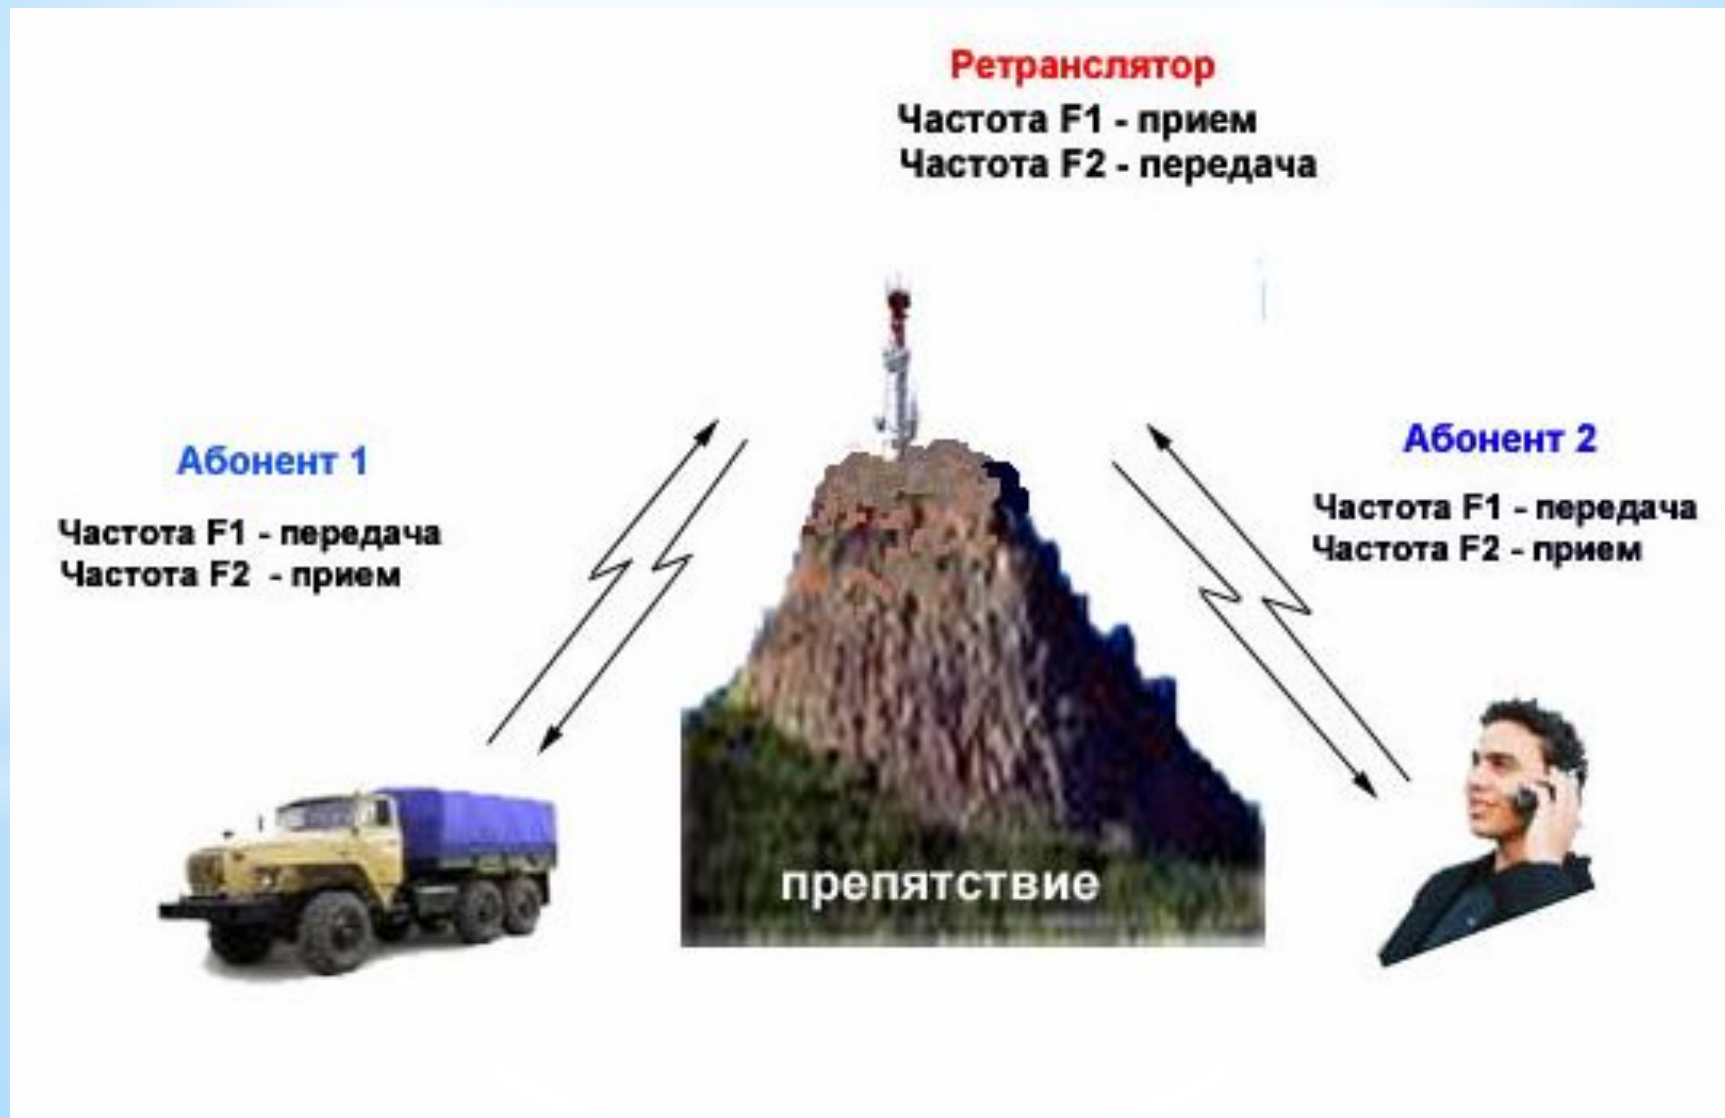 Ретранслятор
Частота F1 - прием
Частота F2 - передача
Абонент 1
Частота F1 - передача
Частота F2 - прием
Абонент 2
Частота F1 - передача
Частота F2 - прием
препятствие